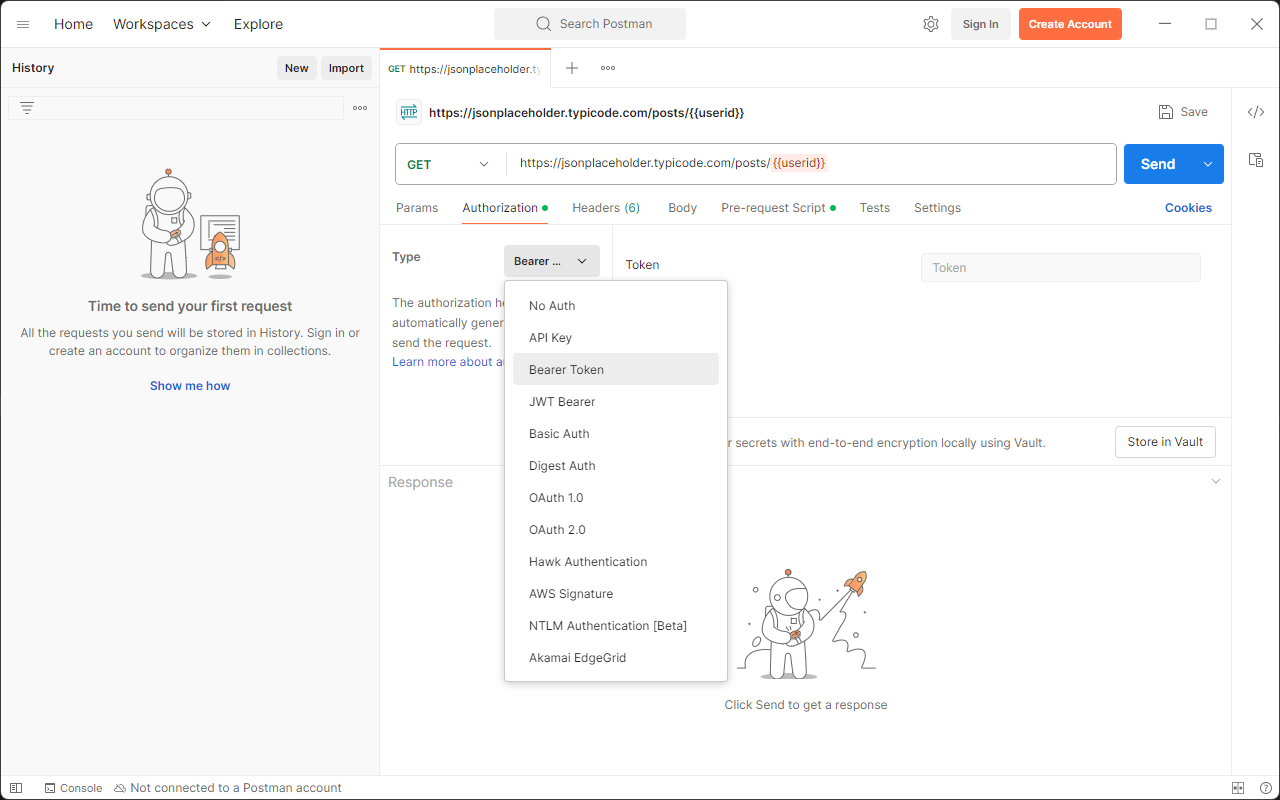 Home Workspaces Explore Search Postman Sign In Create Account
History New Import
GET https://jsonplaceholder.ty
HTTP https://jsonplaceholder.typicode.com/posts/{{userid}} Save
GET https://jsonplaceholder.typicode.com/posts/{{userid}} Send
Params Authorization Headers (6) Body Pre-request Script Tests Settings Cookies
Type Bearer ... Token Token
The authorization he
automatically gener
send the request.
Learn more about a
No Auth
API Key
Bearer Token
JWT Bearer
Basic Auth
Digest Auth
OAuth 1.0
OAuth 2.0
Hawk Authentication
AWS Signature
NTLM Authentication [Beta]
Akamai EdgeGrid
r secrets with end-to-end encryption locally using Vault. Store in Vault
Response
Click Send to get a response
Time to send your first request
All the requests you send will be stored in History. Sign in or
create an account to organize them in collections.
Show me how
Console Not connected to a Postman account